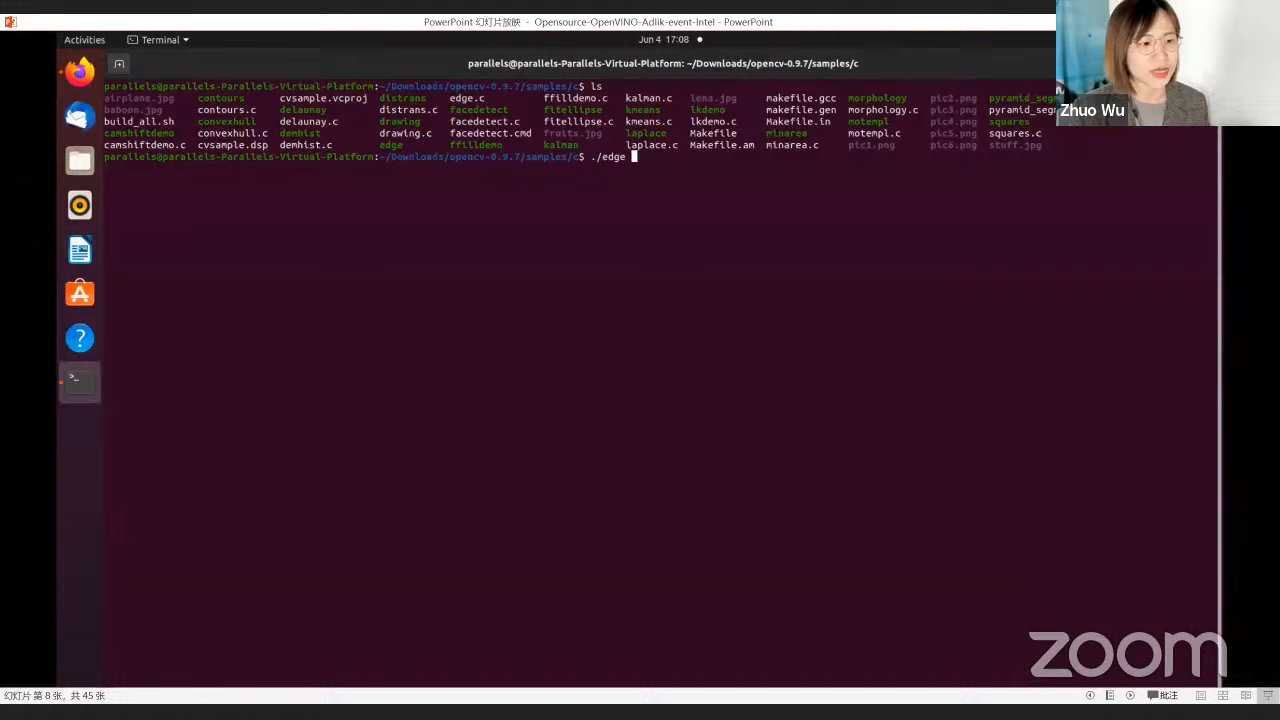 PowerPoint 幻灯片放映 - Opensource-OpenVINO-Adlik-event-Intel - PowerPoint
Activities Terminal Jun 4 17:08
parallels@parallels-Parallels-Virtual-Platform: ~/Downloads/opencv-0.9.7/samples/c
Zhuo Wu
parallels@parallels-Parallels-Virtual-Platform:~/Downloads/opencv-0.9.7/samples/c$ ls
airplane.jpg contours cvsample.vcproj distrans edge.c ffilldemo.c kalman.c lena.jpg makefile.gcc morphology pic2.png pyramid_seg
baboon.jpg contours.c delaunay distrans.c facedetect fitellipse kmeans lkdemo makefile.gen morphology.c pic3.png pyramid_seg
build_all.sh convexhull delaunay.c drawing facedetect.c fitellipse.c kmeans.c lkdemo.c Makefile.in motempl pic4.png squares
camshiftdemo convexhull.c demhist drawing.c facedetect.cmd fruits.jpg laplace Makefile minarea motempl.c pic5.png squares.c
camshiftdemo.c cvsample.dsp demhist.c edge ffilldemo kalman laplace.c Makefile.am minarea.c pic1.png pic6.png stuff.jpg
parallels@parallels-Parallels-Virtual-Platform:~/Downloads/opencv-0.9.7/samples/c$ ./edge
zoom
幻灯片 第 8 张，共 45 张 批注